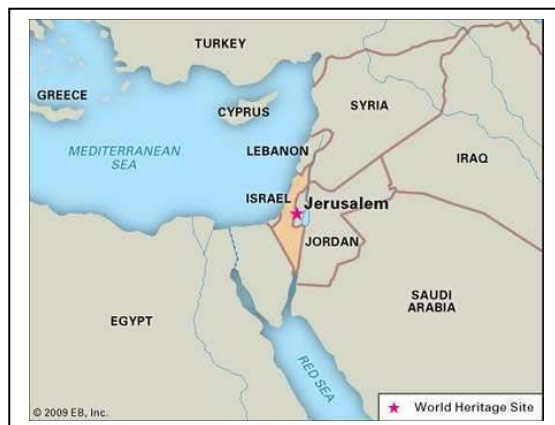 TURKEY
GREECE
CYPRUS
SYRIA
MEDITERRANEAN
SEA
LEBANON
IRAQ
ISRAEL
Jerusalem
JORDAN
EGYPT
SAUDI
ARABIA
RED SEA
© 2009 EB, Inc.
World Heritage Site